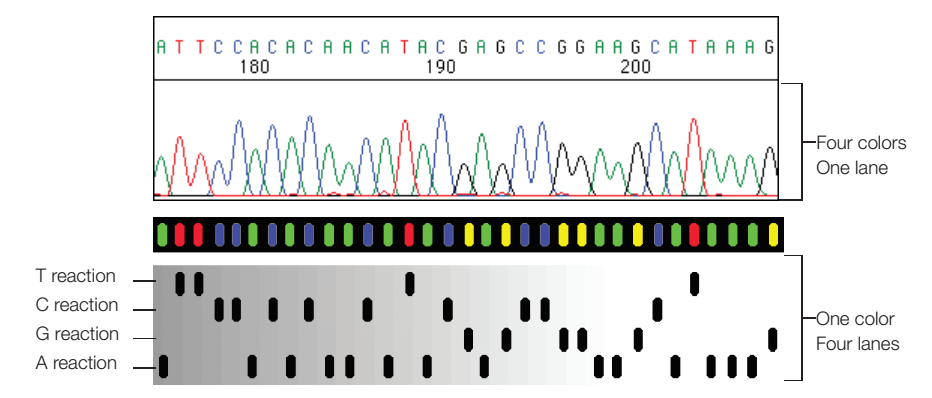 A T T C C A C A C A A C A T A C G A G C C G G A A G C A T A A A G
180 190 200
Four colors
One lane
T reaction
C reaction
G reaction
A reaction
One color
Four lanes